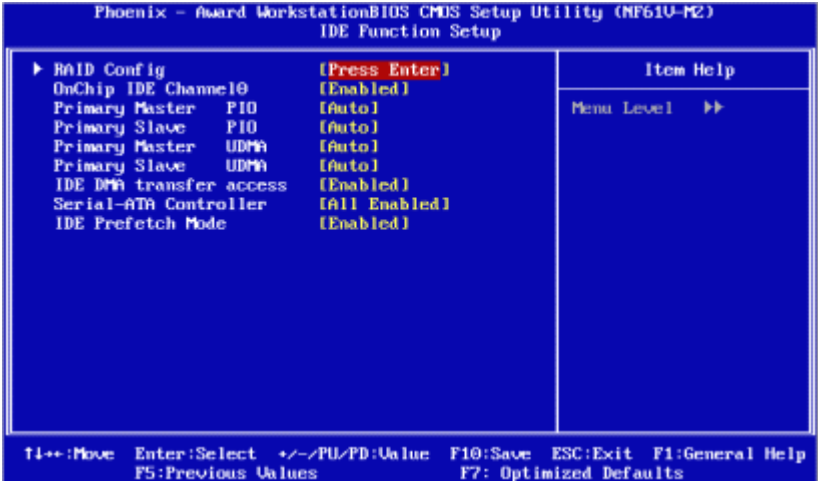 Phoenix - Award WorkstationBIOS CMOS Setup Utility (NF61V-M2)
IDE Function Setup
▶ RAID Config [Press Enter]
OnChip IDE Channel0 [Enabled]
Primary Master PIO [Auto]
Primary Slave PIO [Auto]
Primary Master UDMA [Auto]
Primary Slave UDMA [Auto]
IDE DMA transfer access [Enabled]
Serial-ATA Controller [All Enabled]
IDE Prefetch Mode [Enabled]
Item Help
Menu Level ▶▶
↑↓→←:Move Enter:Select +/-/PU/PD:Value F10:Save ESC:Exit F1:General Help
F5:Previous Values F7: Optimized Defaults